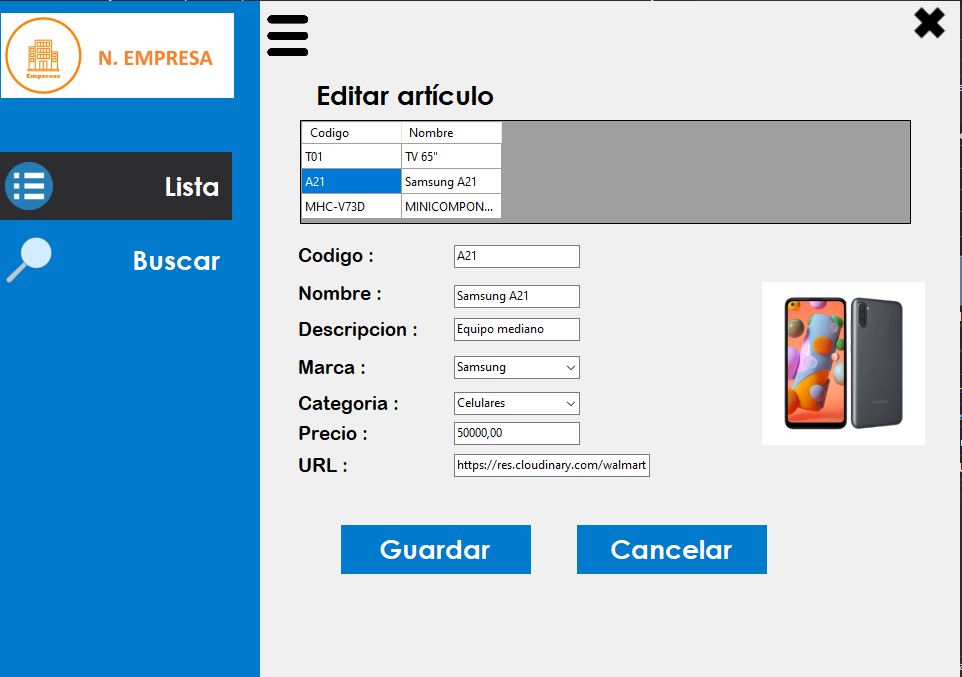 Empresas
N. EMPRESA
Lista
Buscar
Editar artículo
Codigo Nombre
T01 TV 65"
A21 Samsung A21
MHC-V73D MINICOMPON...
Codigo : A21
Nombre : Samsung A21
Descripcion : Equipo mediano
Marca : Samsung
Categoria : Celulares
Precio : 50000,00
URL : https://res.cloudinary.com/walmart
Guardar Cancelar